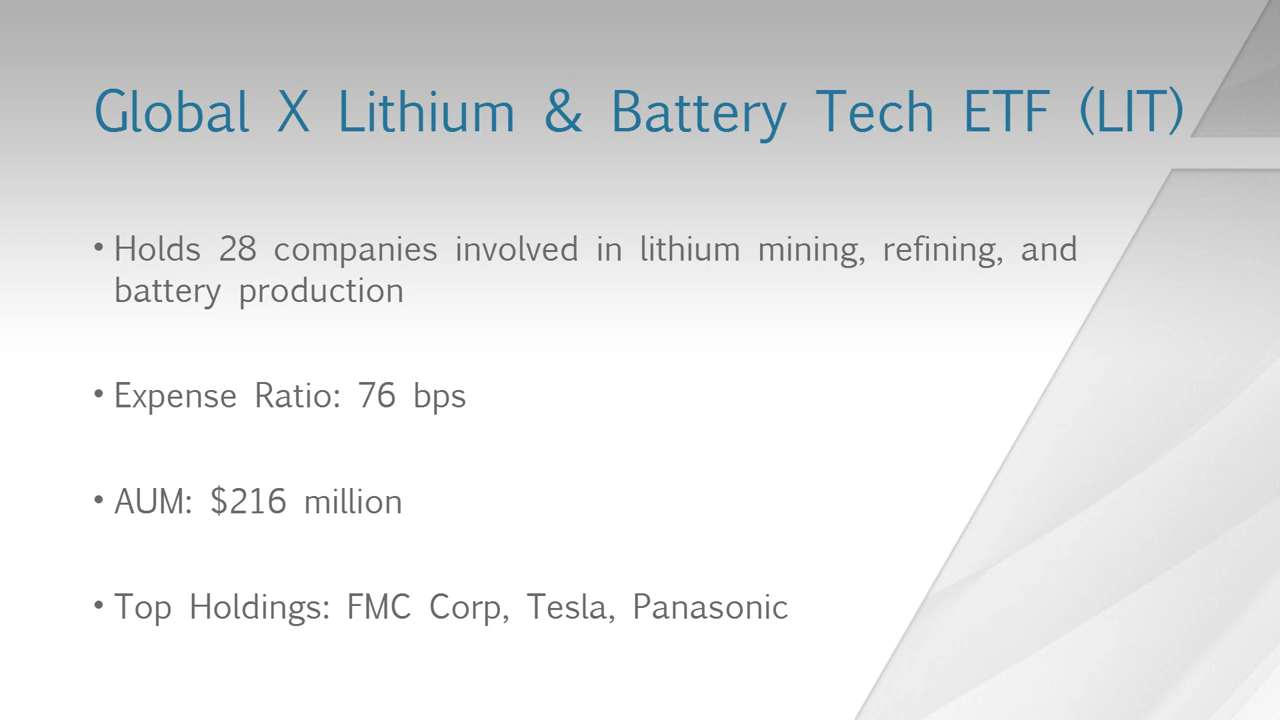 Global X Lithium & Battery Tech ETF (LIT)
• Holds 28 companies involved in lithium mining, refining, and
battery production
• Expense Ratio: 76 bps
• AUM: $216 million
• Top Holdings: FMC Corp, Tesla, Panasonic